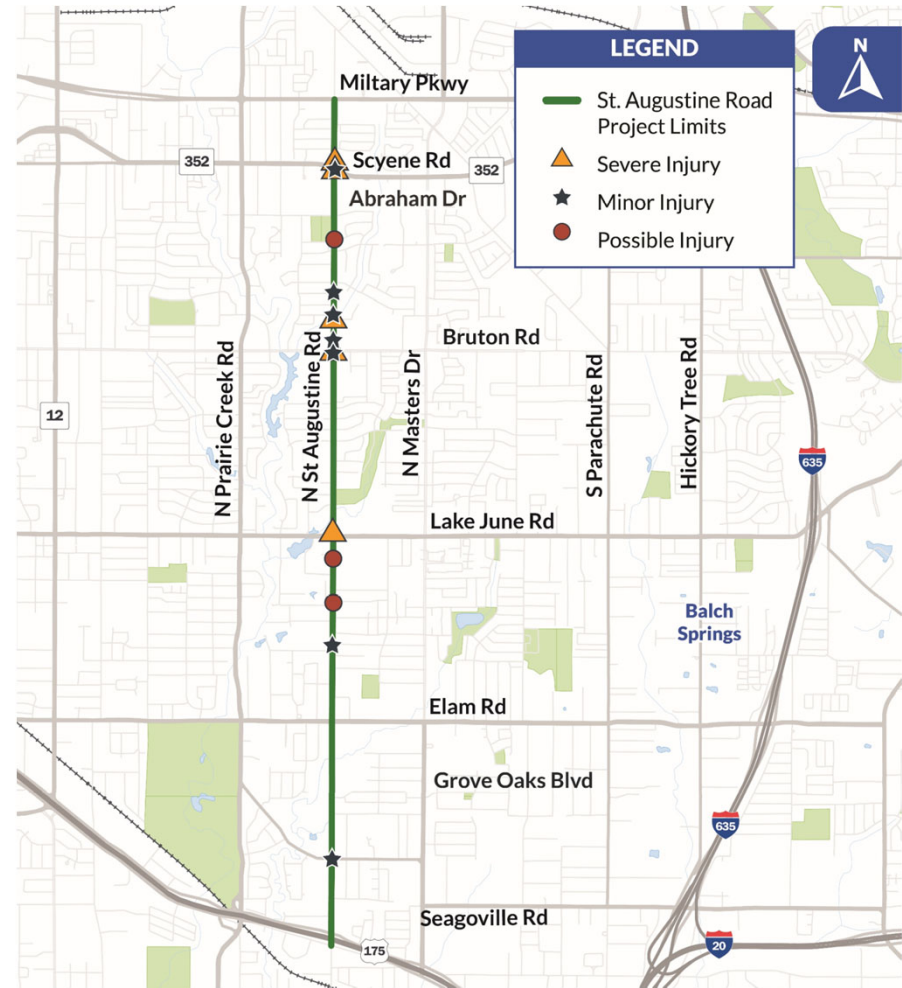 LEGEND
St. Augustine Road
Project Limits
Severe Injury
Minor Injury
Possible Injury
N
Miltary Pkwy
352
Scyene Rd
352
Abraham Dr
Bruton Rd
N Prairie Creek Rd
N St Augustine Rd
N Masters Dr
S Parachute Rd
Hickory Tree Rd
12
635
Lake June Rd
Balch
Springs
Elam Rd
Grove Oaks Blvd
635
Seagoville Rd
175
20